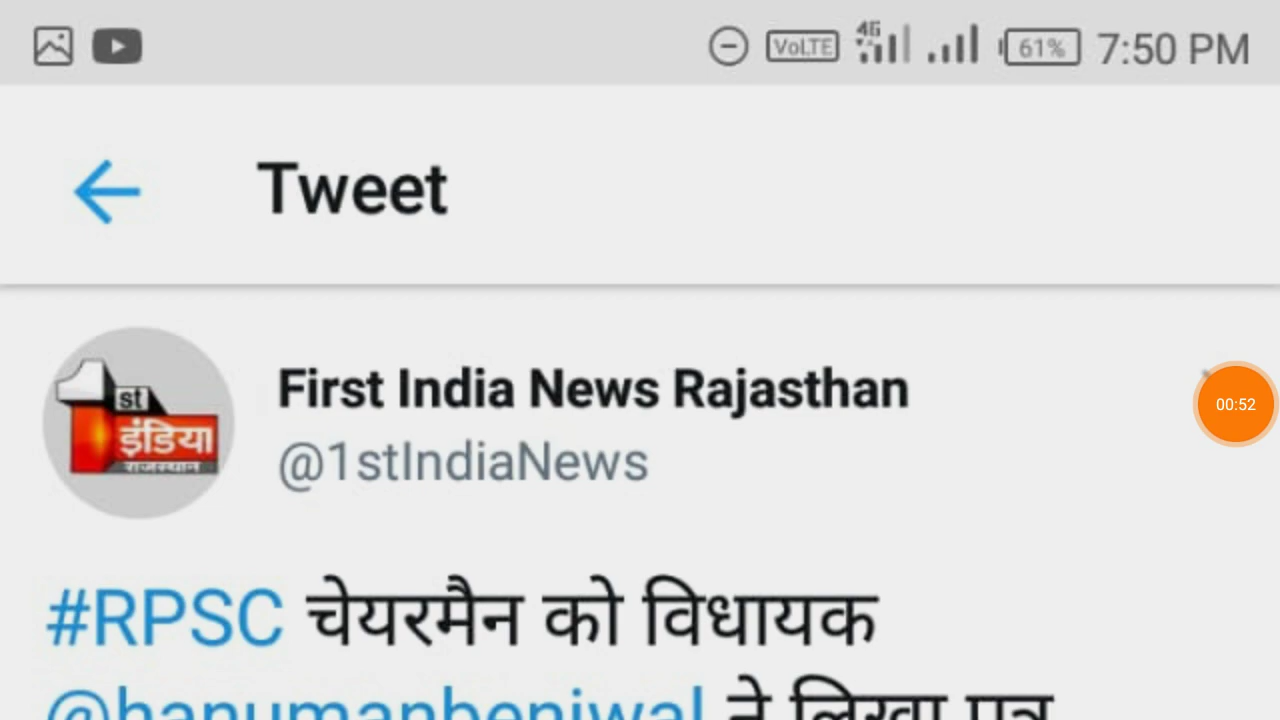 VoLTE 4G 61% 7:50 PM
Tweet
1st इंडिया राजस्थान
First India News Rajasthan
@1stIndiaNews
00:52
#RPSC चेयरमैन को विधायक
@hanumanbeniwal ने लिखा पत्र